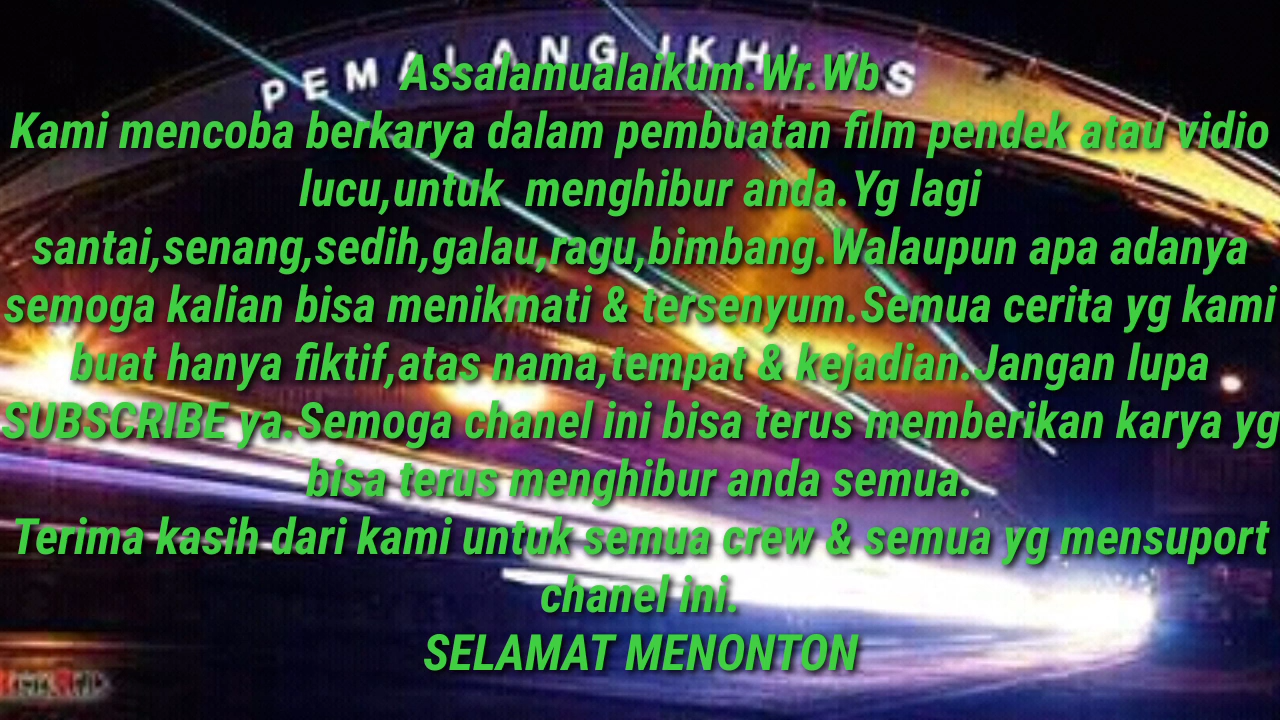 PEMALANG IKHLAS
Assalamualaikum.Wr.Wb
Kami mencoba berkarya dalam pembuatan film pendek atau vidio
lucu,untuk menghibur anda.Yg lagi
santai,senang,sedih,galau,ragu,bimbang.Walaupun apa adanya
semoga kalian bisa menikmati & tersenyum.Semua cerita yg kami
buat hanya fiktif,atas nama,tempat & kejadian.Jangan lupa
SUBSCRIBE ya.Semoga chanel ini bisa terus memberikan karya yg
bisa terus menghibur anda semua.
Terima kasih dari kami untuk semua crew & semua yg mensuport
chanel ini.
SELAMAT MENONTON